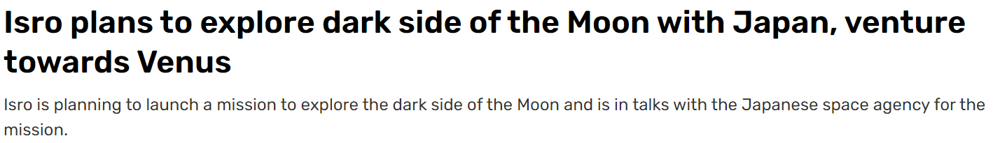 Isro plans to explore dark side of the Moon with Japan, venture
towards Venus
Isro is planning to launch a mission to explore the dark side of the Moon and is in talks with the Japanese space agency for the
mission.